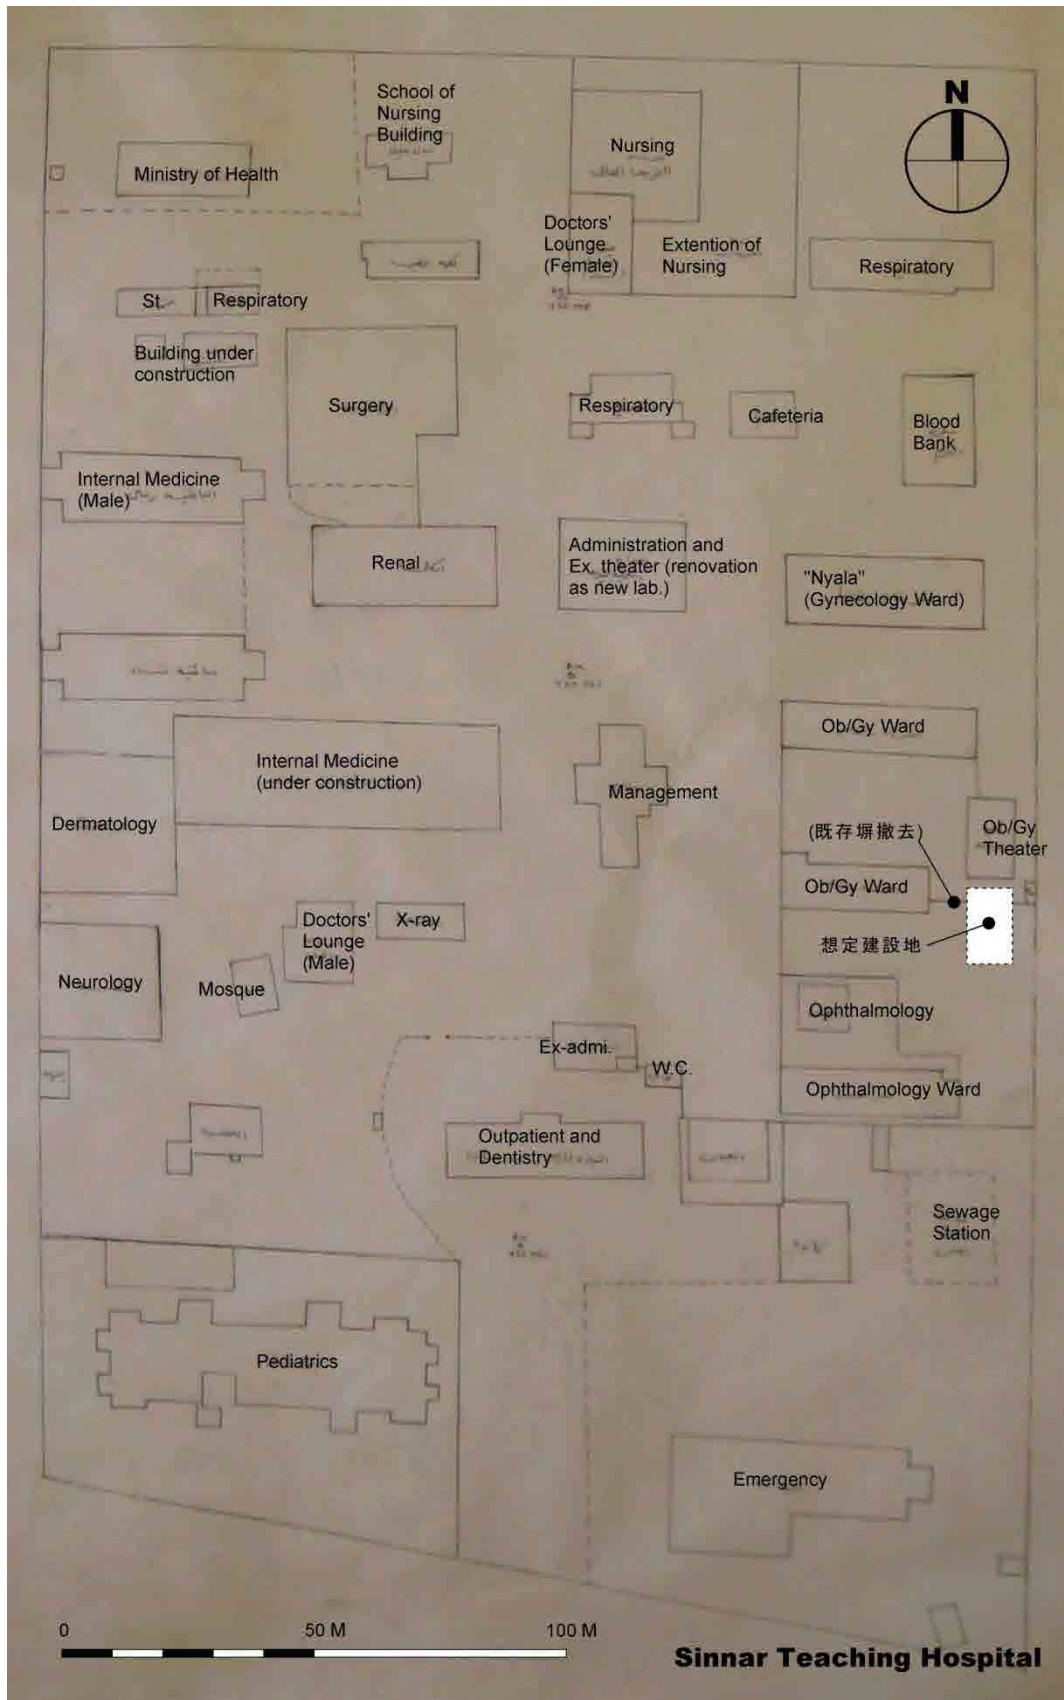 N
School of
Nursing
Building
Nursing
Ministry of Health
Doctors'
Lounge
(Female)
Extention of
Nursing
Respiratory
St.
Respiratory
Building under
construction
Surgery
Respiratory
Cafeteria
Blood
Bank
Internal Medicine
(Male)
Renal
Administration and
Ex. theater (renovation
as new lab.)
"Nyala"
(Gynecology Ward)
Ob/Gy Ward
Internal Medicine
(under construction)
Management
Dermatology
(既存塀撤去)
Ob/Gy
Theater
Ob/Gy Ward
Doctors'
Lounge
(Male)
X-ray
想定建設地
Neurology
Mosque
Ophthalmology
Ex-admi.
W.C.
Ophthalmology Ward
Outpatient and
Dentistry
Sewage
Station
Pediatrics
Emergency
0 50 M 100 M
Sinnar Teaching Hospital